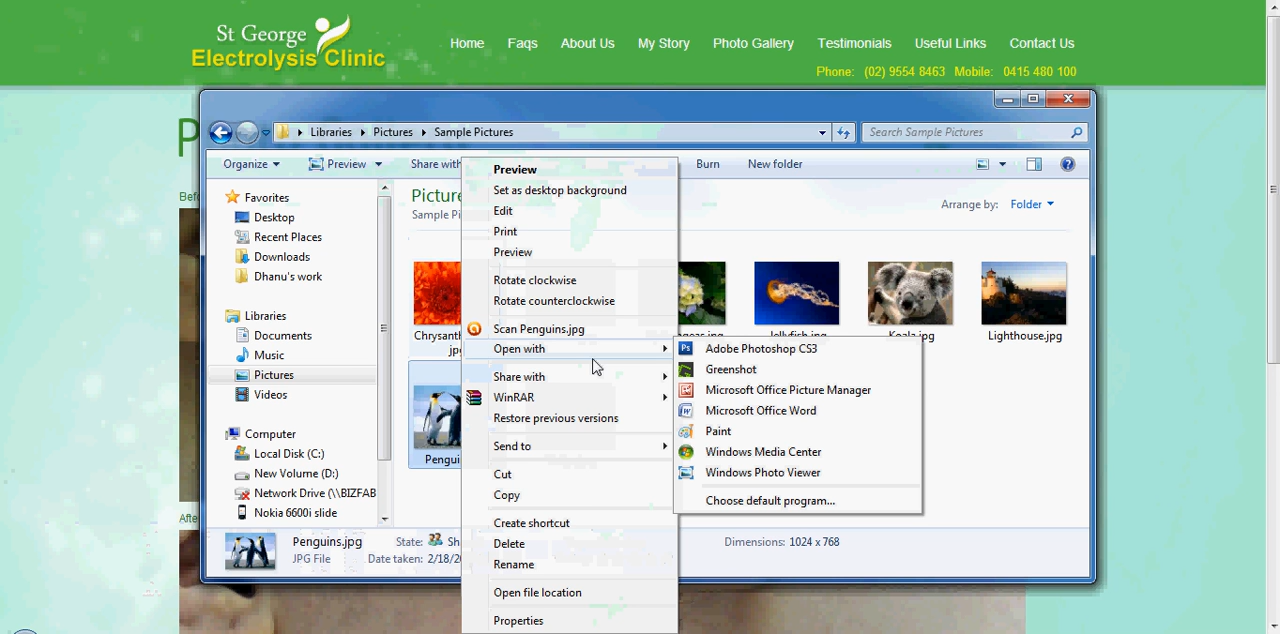 St George
Electrolysis Clinic
Home Faqs About Us My Story Photo Gallery Testimonials Useful Links Contact Us
Phone: (02) 9554 8463 Mobile: 0415 480 100
Libraries Pictures Sample Pictures
Search Sample Pictures
Organize Preview Share with Burn New folder
Favorites
Desktop
Recent Places
Downloads
Dhanu's work
Libraries
Documents
Music
Pictures
Videos
Computer
Local Disk (C:)
New Volume (D:)
Network Drive (\\BIZFAB
Nokia 6600i slide
Arrange by: Folder
Jellyfish.jpg
Koala.jpg
Lighthouse.jpg
Preview
Set as desktop background
Edit
Print
Preview
Rotate clockwise
Rotate counterclockwise
Scan Penguins.jpg
Open with
Share with
WinRAR
Restore previous versions
Send to
Cut
Copy
Create shortcut
Delete
Rename
Open file location
Properties
Adobe Photoshop CS3
Greenshot
Microsoft Office Picture Manager
Microsoft Office Word
Paint
Windows Media Center
Windows Photo Viewer
Choose default program...
Penguins.jpg State:
JPG File Date taken:
Dimensions: 1024 x 768